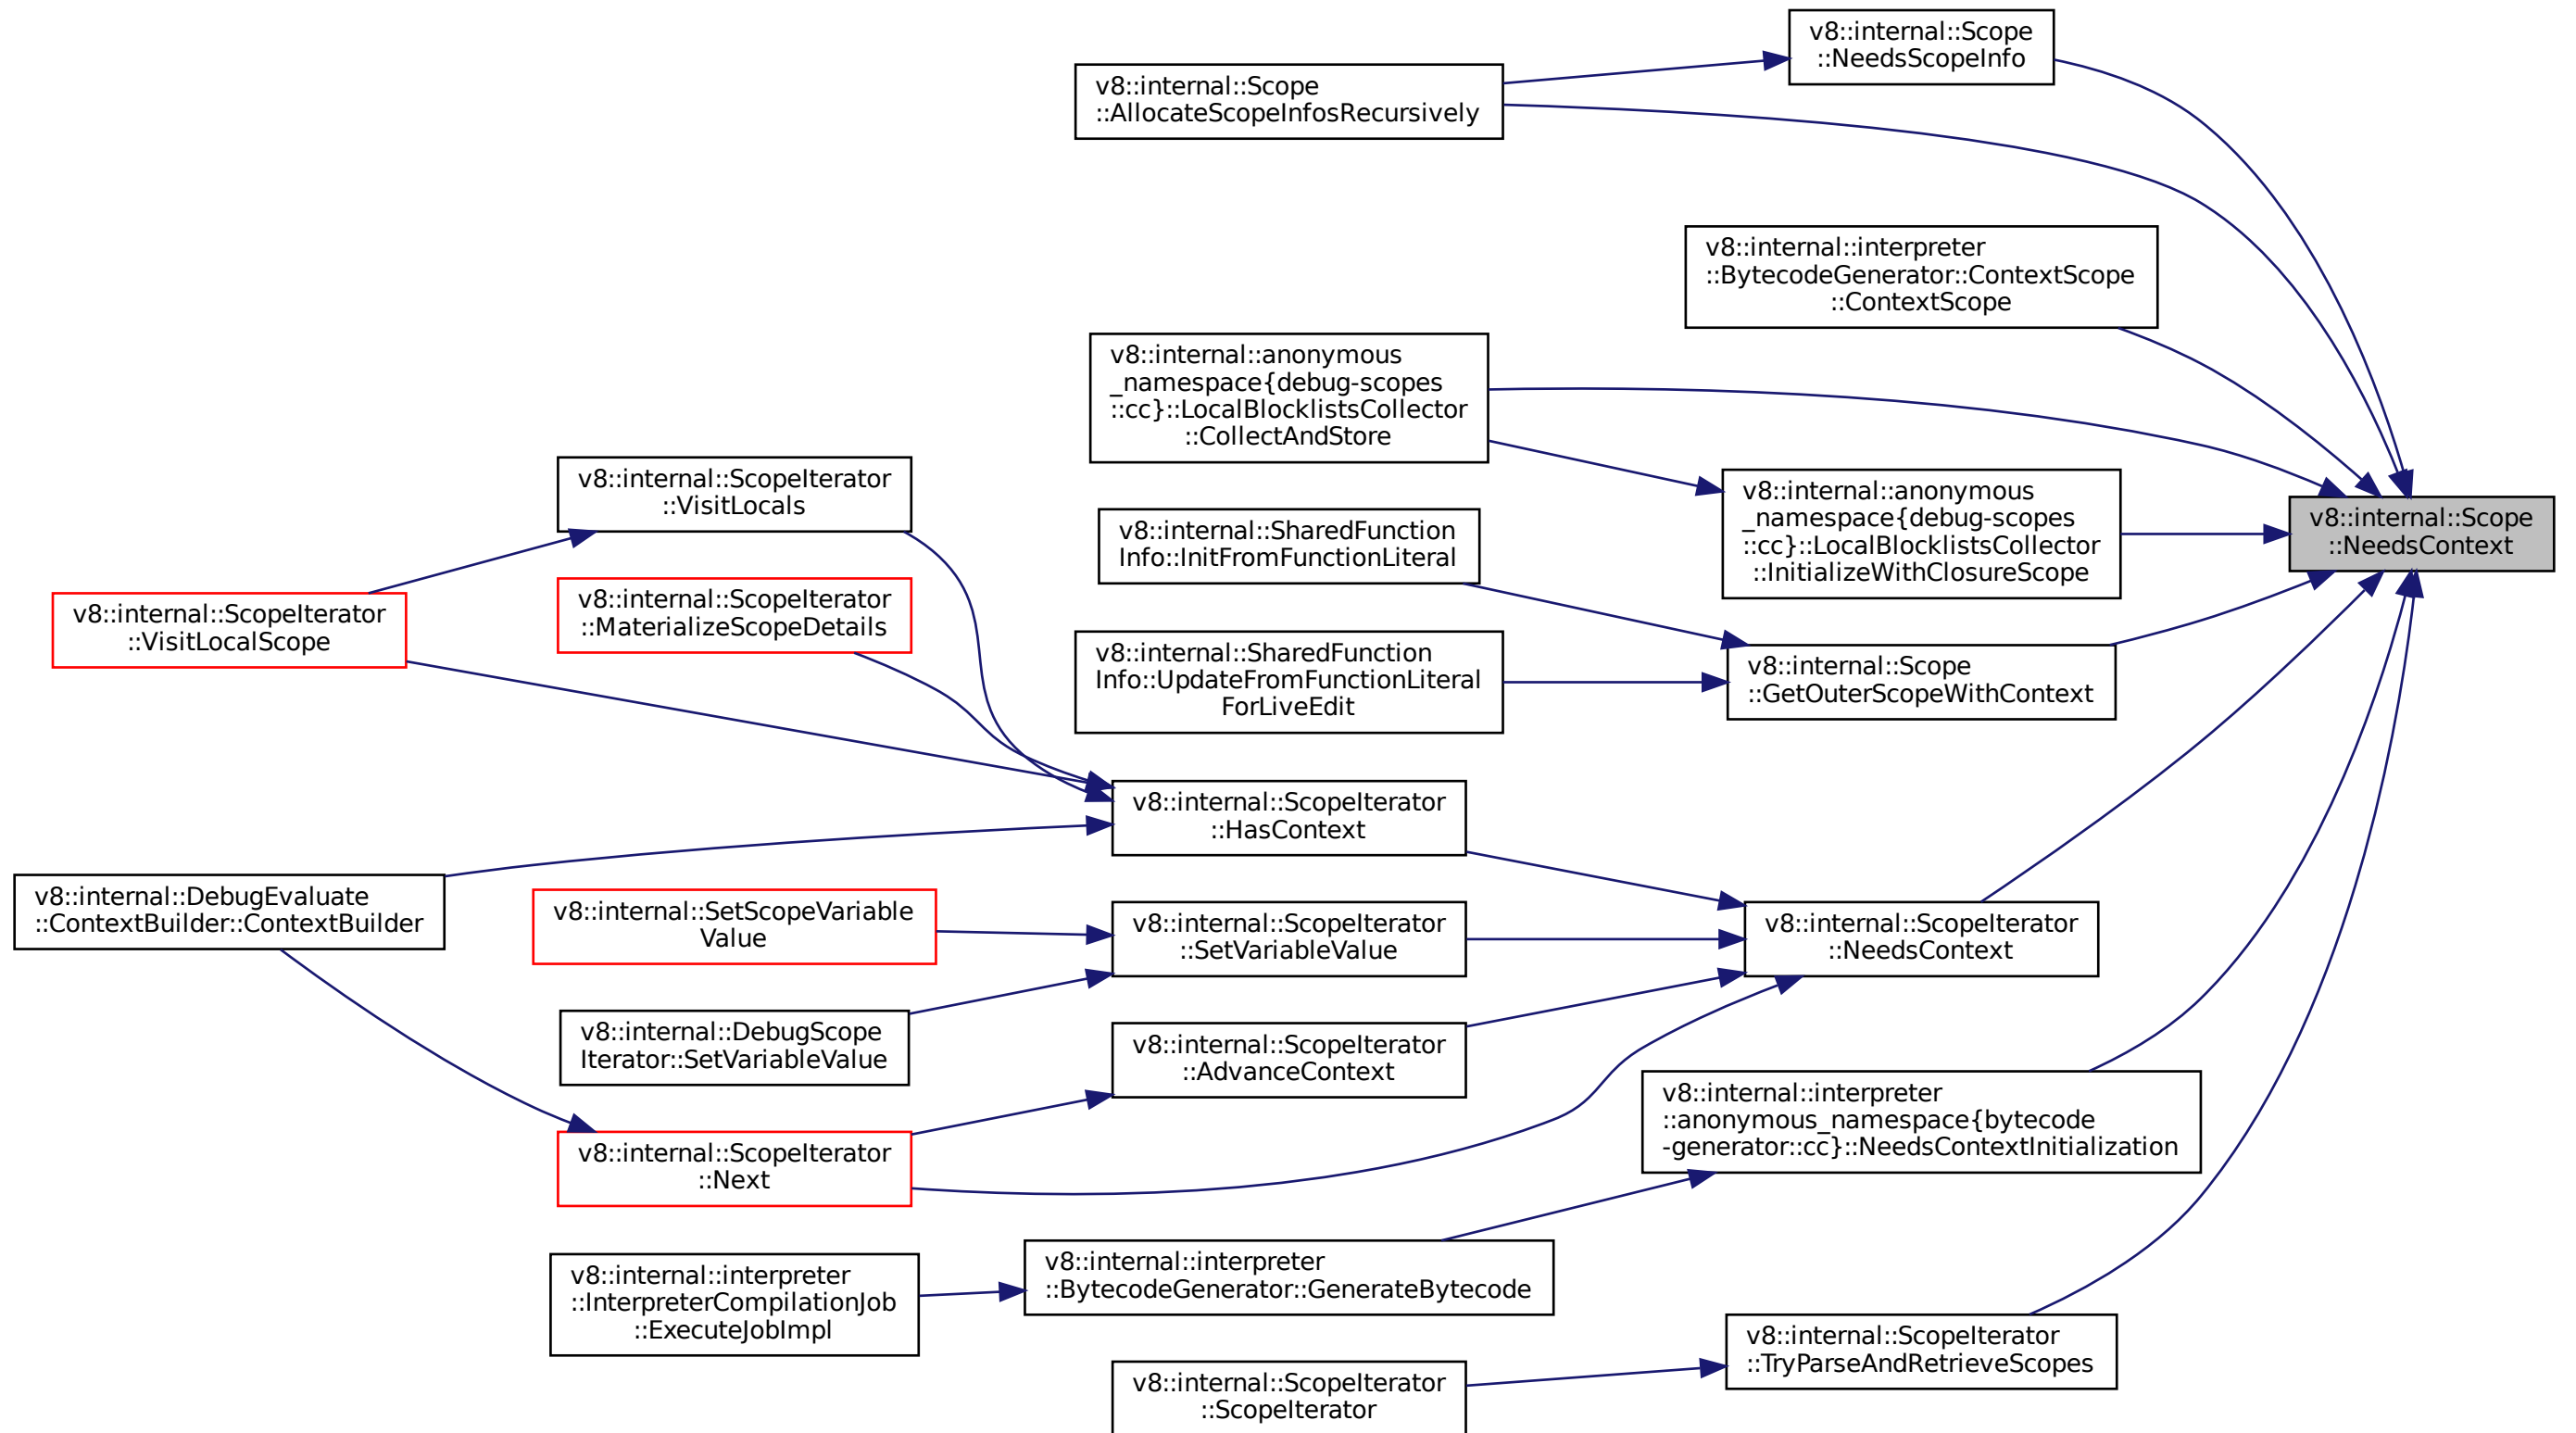 v8::internal::Scope
::NeedsScopeInfo
v8::internal::Scope
::AllocateScopeInfosRecursively
v8::internal::interpreter
::BytecodeGenerator::ContextScope
::ContextScope
v8::internal::anonymous
_namespace{debug-scopes
::cc}::LocalBlocklistsCollector
::CollectAndStore
v8::internal::ScopeIterator
::VisitLocals
v8::internal::anonymous
_namespace{debug-scopes
::cc}::LocalBlocklistsCollector
::InitializeWithClosureScope
v8::internal::Scope
::NeedsContext
v8::internal::SharedFunction
Info::InitFromFunctionLiteral
v8::internal::ScopeIterator
::MaterializeScopeDetails
v8::internal::ScopeIterator
::VisitLocalScope
v8::internal::SharedFunction
Info::UpdateFromFunctionLiteral
ForLiveEdit
v8::internal::Scope
::GetOuterScopeWithContext
v8::internal::ScopeIterator
::HasContext
v8::internal::DebugEvaluate
::ContextBuilder::ContextBuilder
v8::internal::SetScopeVariable
Value
v8::internal::ScopeIterator
::SetVariableValue
v8::internal::ScopeIterator
::NeedsContext
v8::internal::DebugScope
Iterator::SetVariableValue
v8::internal::ScopeIterator
::AdvanceContext
v8::internal::interpreter
::anonymous_namespace{bytecode
-generator::cc}::NeedsContextInitialization
v8::internal::ScopeIterator
::Next
v8::internal::interpreter
::BytecodeGenerator::GenerateBytecode
v8::internal::interpreter
::InterpreterCompilationJob
::ExecuteJobImpl
v8::internal::ScopeIterator
::TryParseAndRetrieveScopes
v8::internal::ScopeIterator
::ScopeIterator